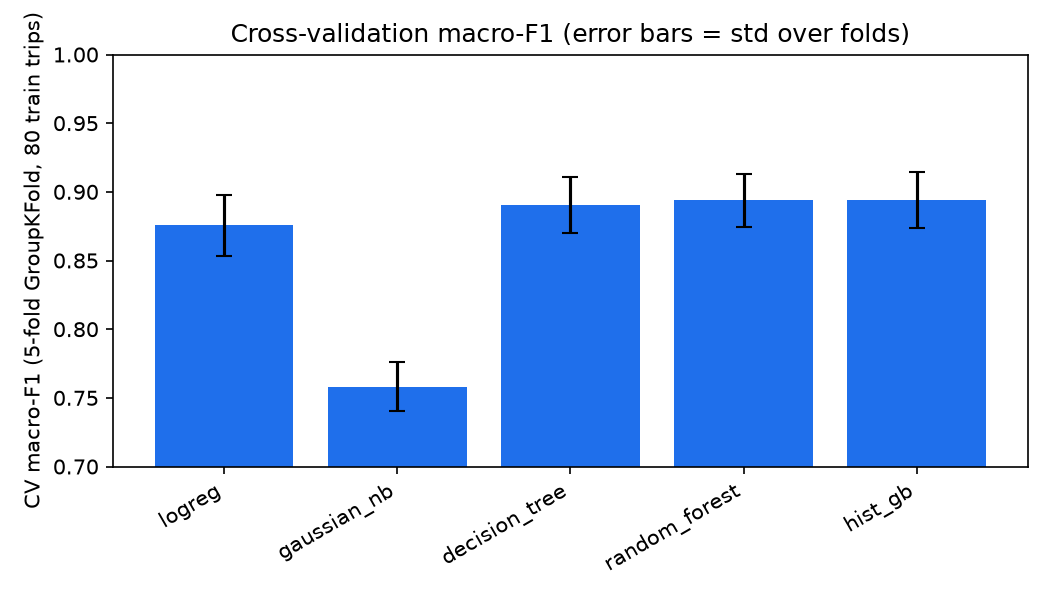 Cross-validation macro-F1 (error bars = std over folds)
CV macro-F1 (5-fold GroupKFold, 80 train trips)
1.00
0.95
0.90
0.85
0.80
0.75
0.70
logreg
gaussian_nb
decision_tree
random_forest
hist_gb